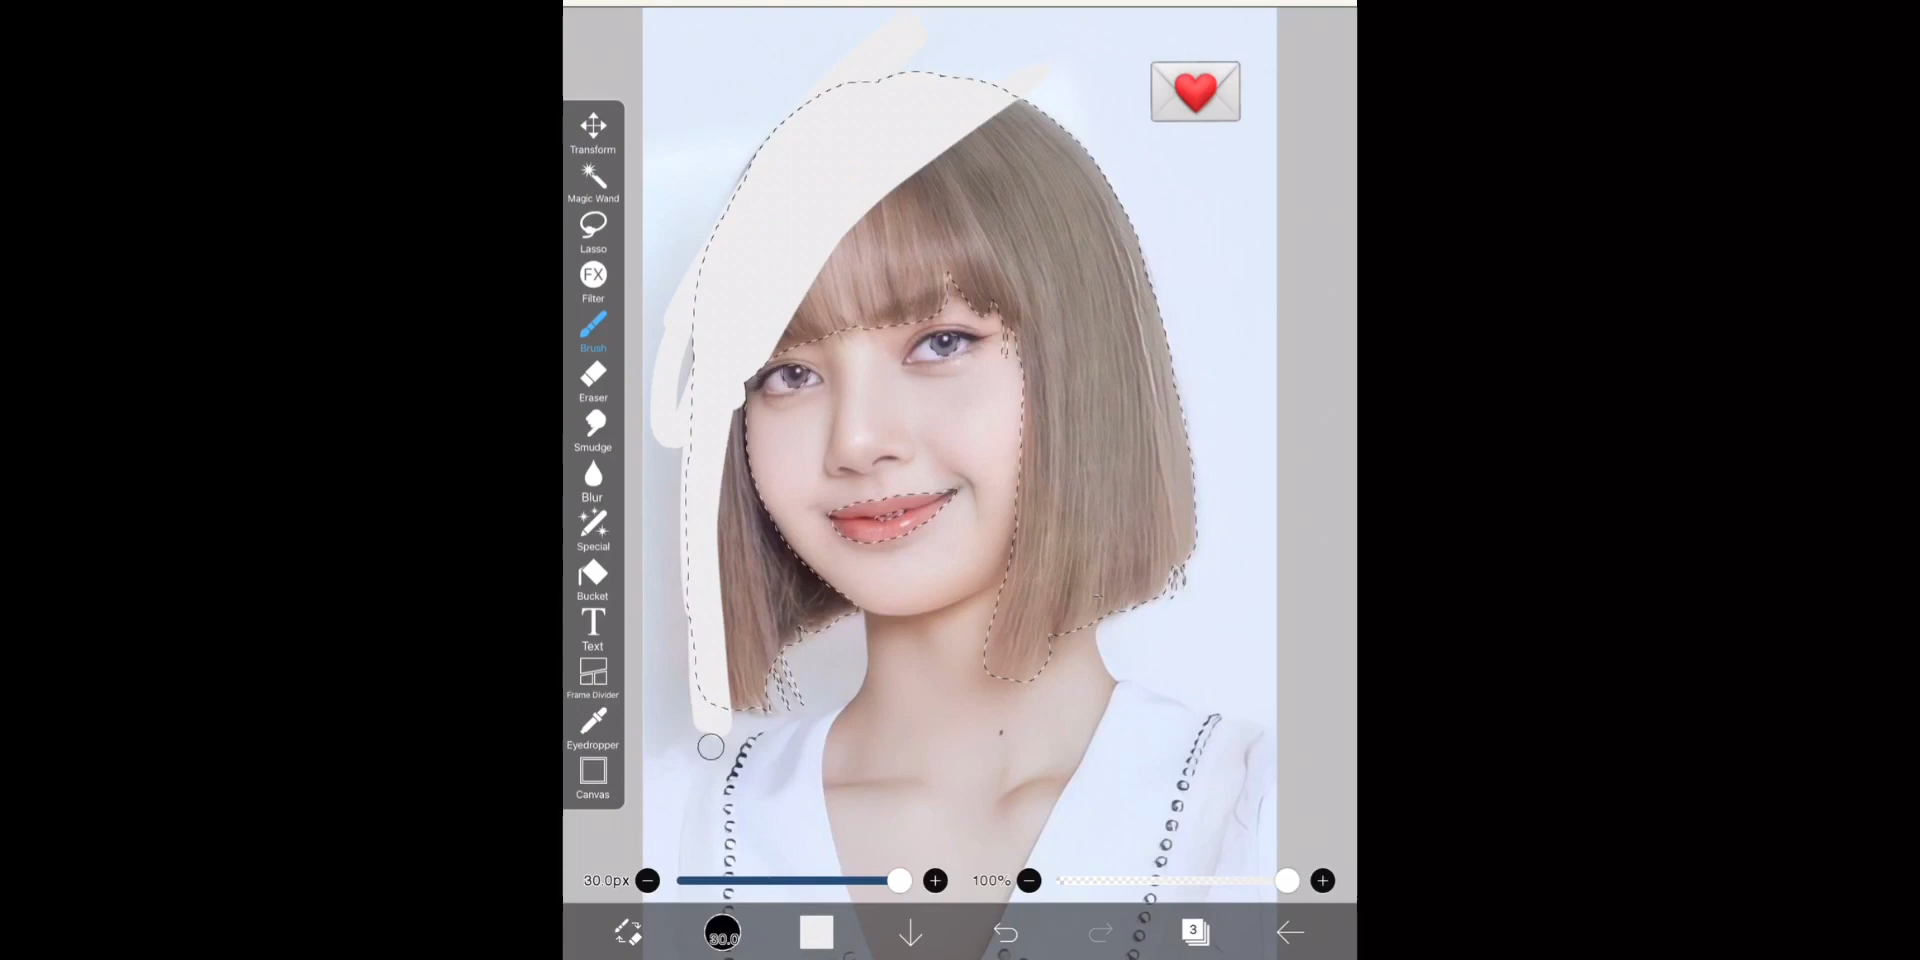 Transform
Magic Wand
Lasso
FX
Filter
Brush
Eraser
Smudge
Blur
Special
Bucket
T
Text
Frame Divider
Eyedropper
Canvas
30.0px
100%
30.0
3